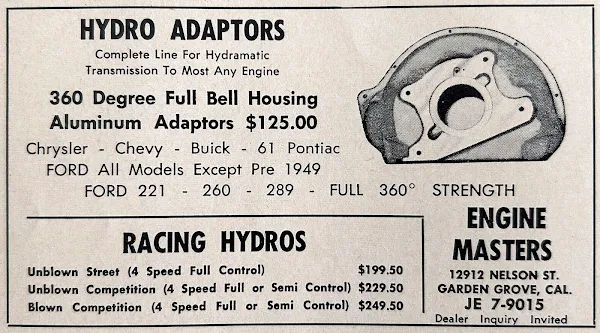 HYDRO ADAPTORS
Complete Line For Hydramatic
Transmission To Most Any Engine
360 Degree Full Bell Housing
Aluminum Adaptors $125.00
Chrysler - Chevy - Buick - 61 Pontiac
FORD All Models Except Pre 1949
FORD 221 - 260 - 289 - FULL 360° STRENGTH
RACING HYDROS
Unblown Street (4 Speed Full Control) $199.50
Unblown Competition (4 Speed Full or Semi Control) $229.50
Blown Competition (4 Speed Full or Semi Control) $249.50
ENGINE
MASTERS
12912 NELSON ST.
GARDEN GROVE, CAL.
JE 7-9015
Dealer Inquiry Invited